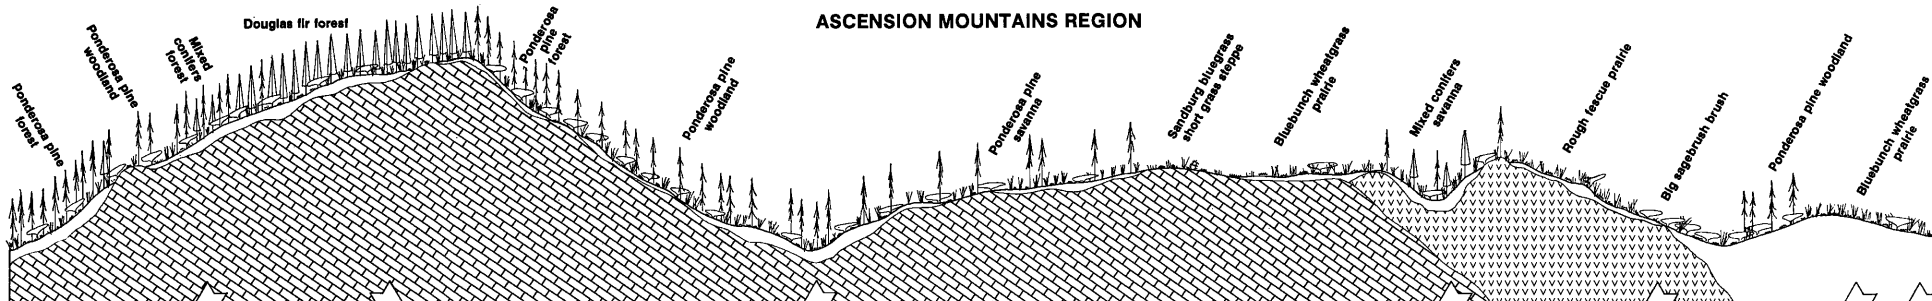 ASCENSION MOUNTAINS REGION
Ponderosa pine
forest
Ponderosa pine
woodland
Mixed
conifers
forest
Douglas fir forest
Ponderosa
pine
forest
Ponderosa pine
woodland
Ponderosa pine
savanna
Sandburg bluegrass
short grass steppe
Bluebunch wheatgrass
prairie
Mixed conifers
savanna
Rough fescue prairie
Big sagebrush brush
Ponderosa pine woodland
Bluebunch wheatgrass
prairie